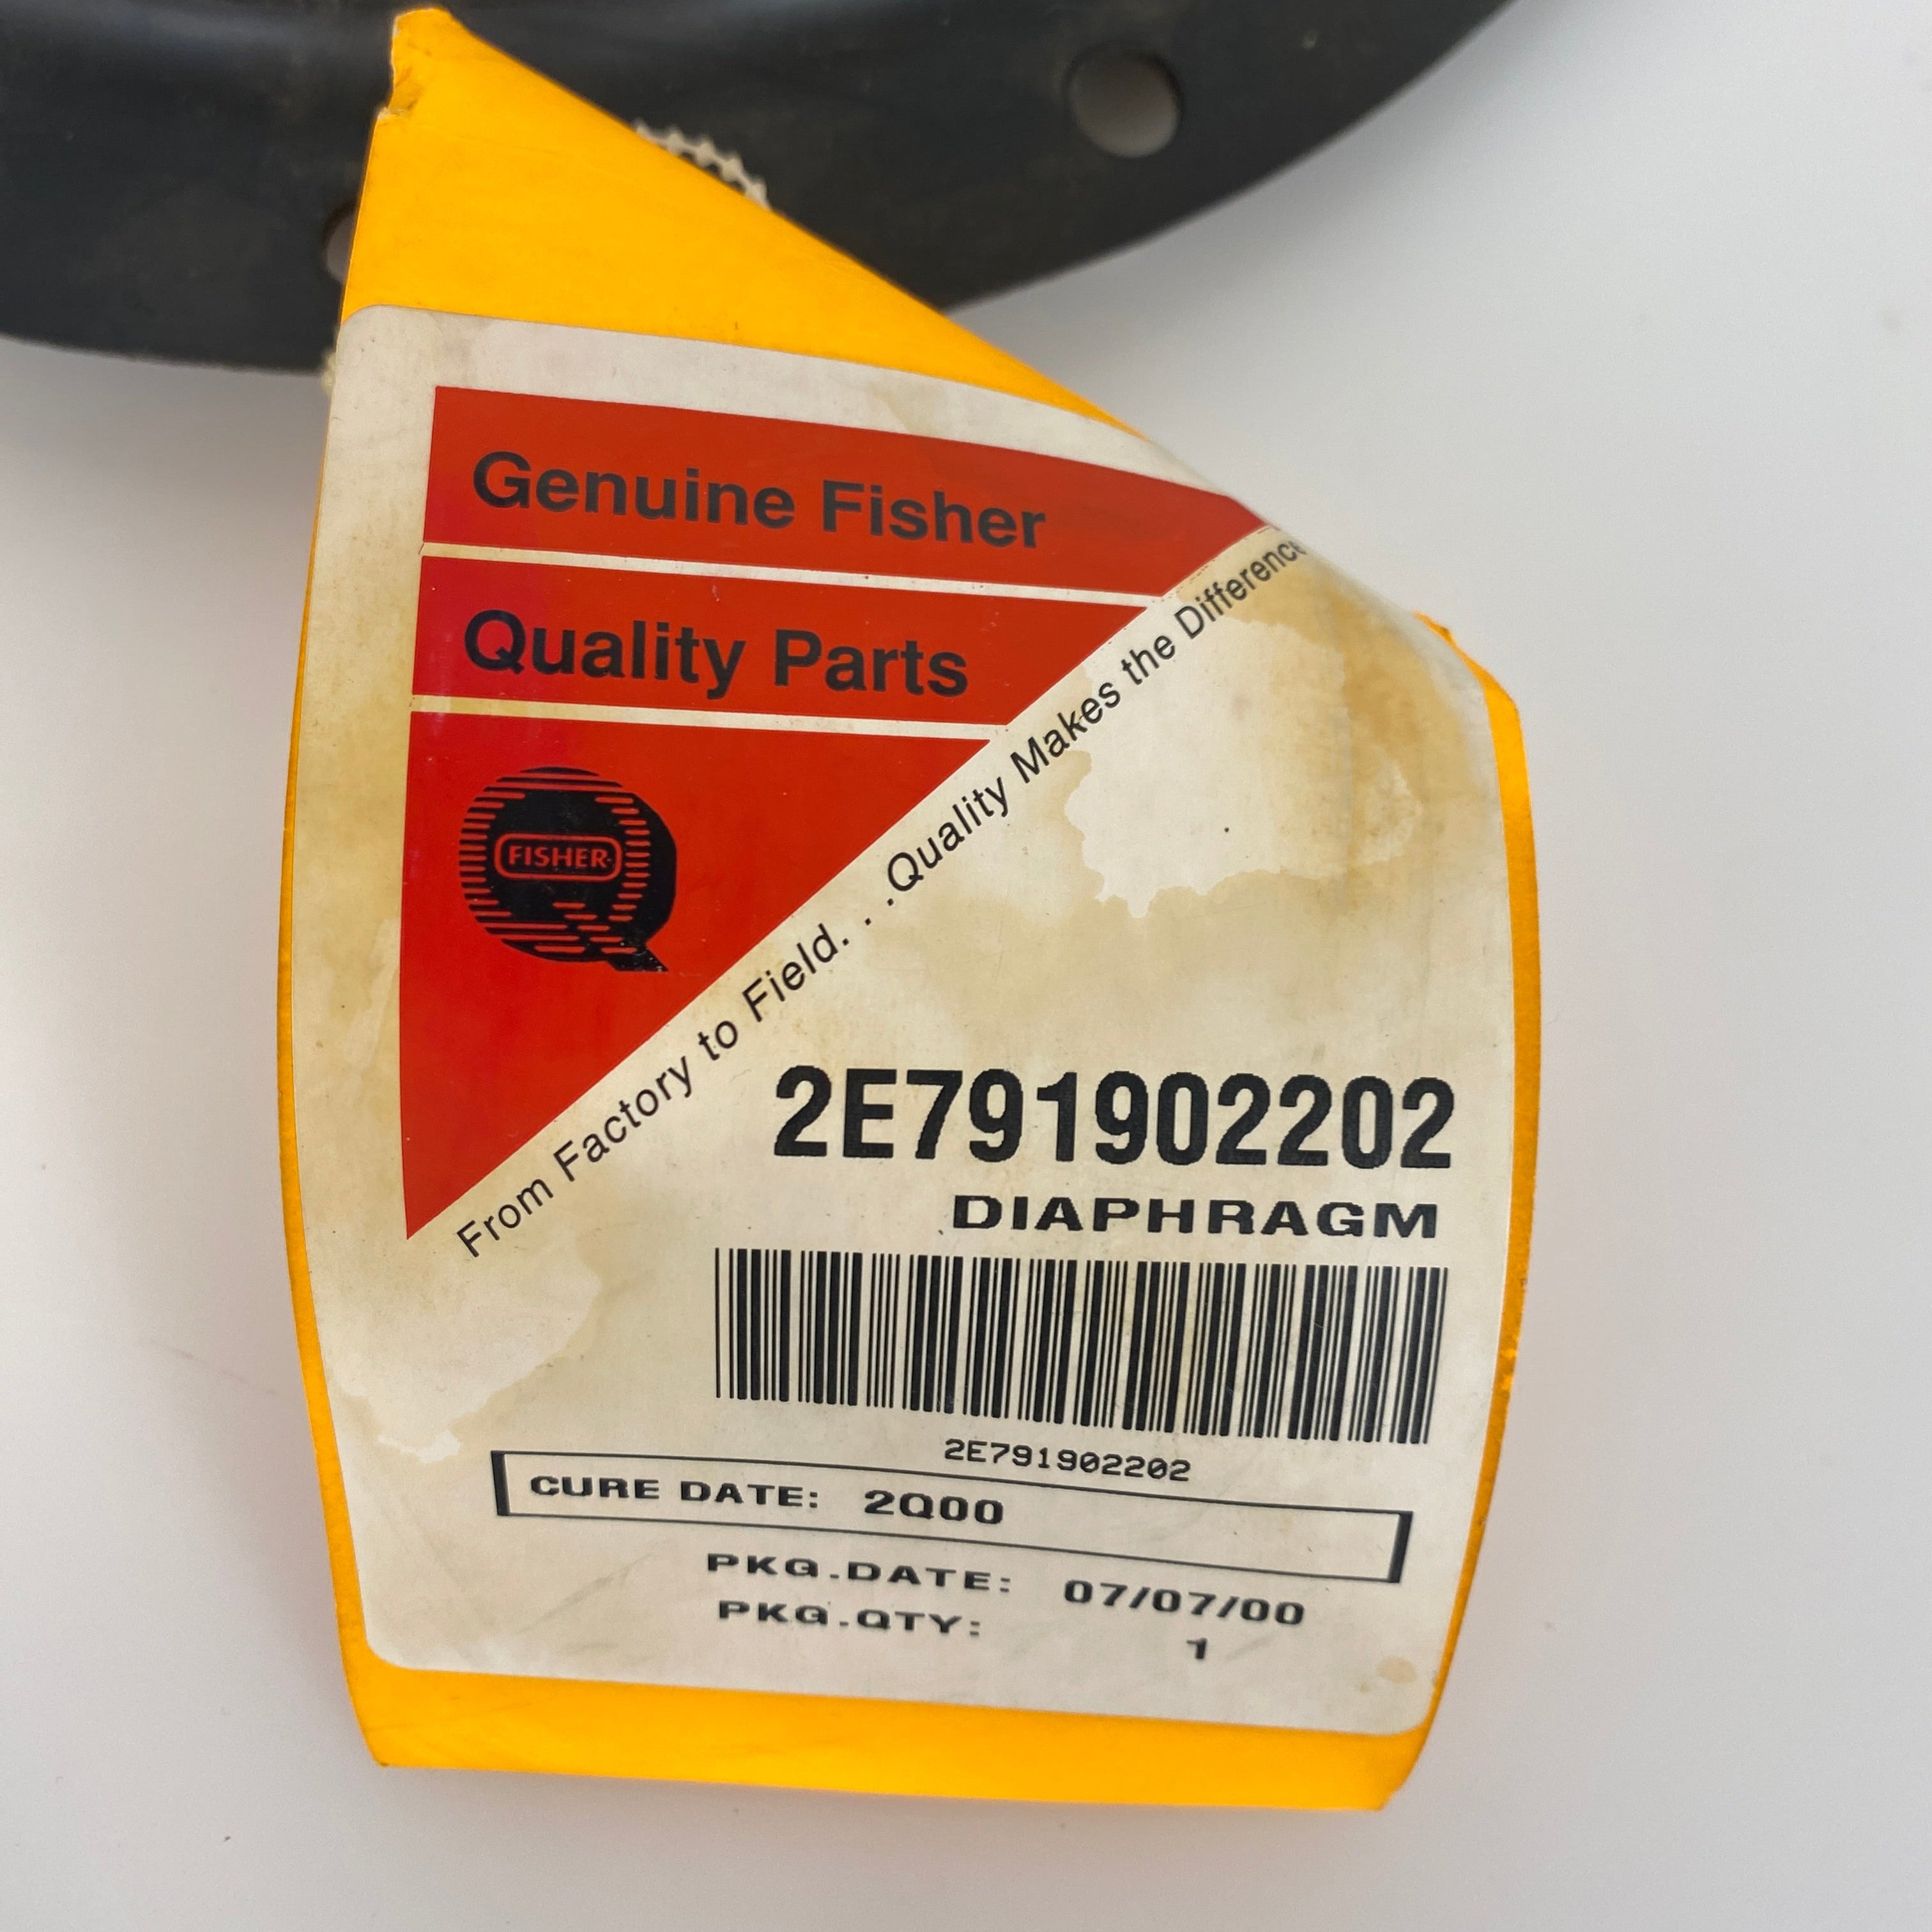 Genuine Fisher
Quality Parts
FISHER
From Factory to Field. . .Quality Makes the Difference
2E791902202
DIAPHRAGM
2E791902202
CURE DATE: 2Q00
PKG.DATE: 07/07/00
PKG.QTY: 1